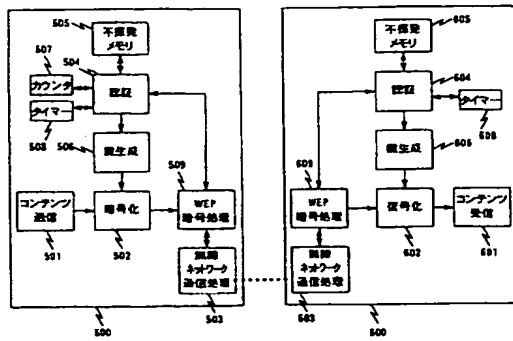 505
不揮発
メモリ
504
507
カウンタ
認証
タイマー
508
506
鍵生成
509
コンテンツ
送信
暗号化
WEP
暗号処理
501
502
無線
ネットワーク
通信処理
503
500
605
不揮発
メモリ
604
認証
タイマー
608
606
鍵生成
609
WEP
暗号処理
復号化
コンテンツ
受信
602
601
無線
ネットワーク
通信処理
603
600